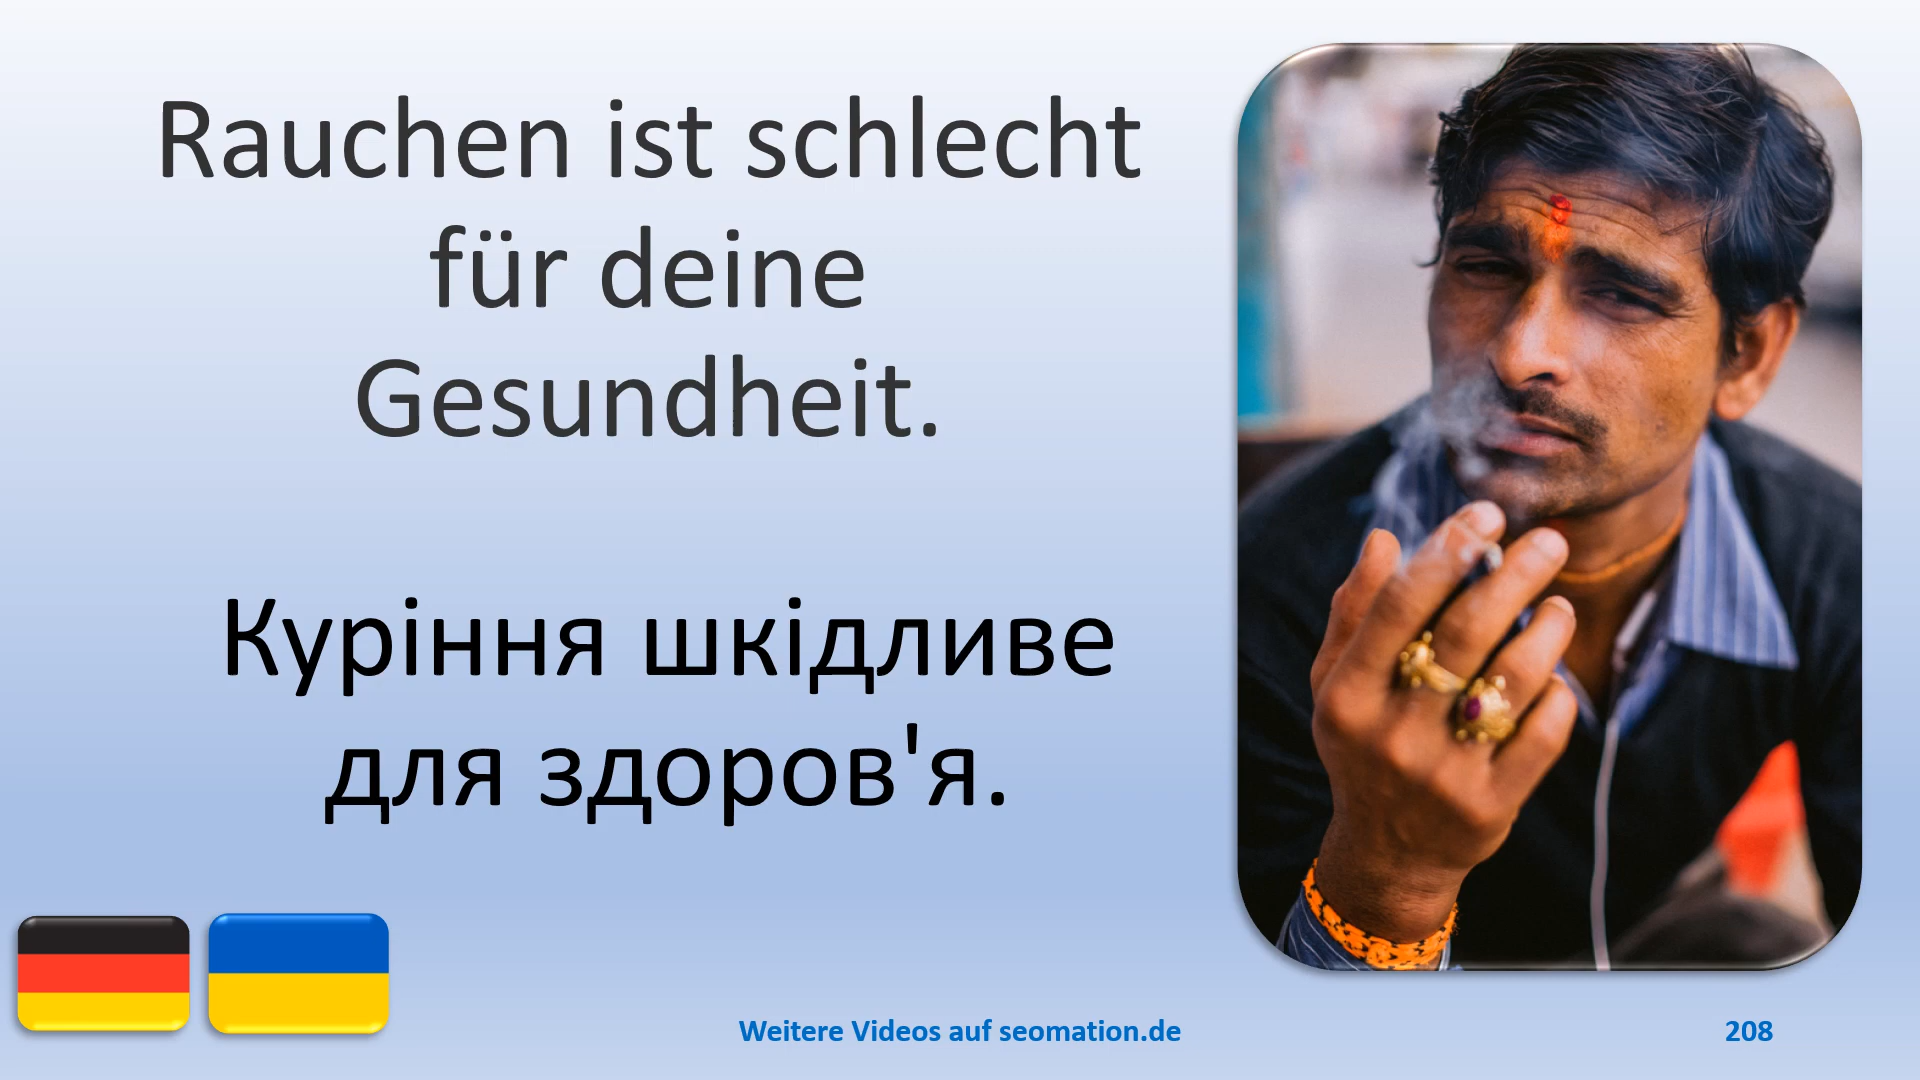 Rauchen ist schlecht
für deine
Gesundheit.
Куріння шкідливе
для здоров'я.
Weitere Videos auf seomation.de
208